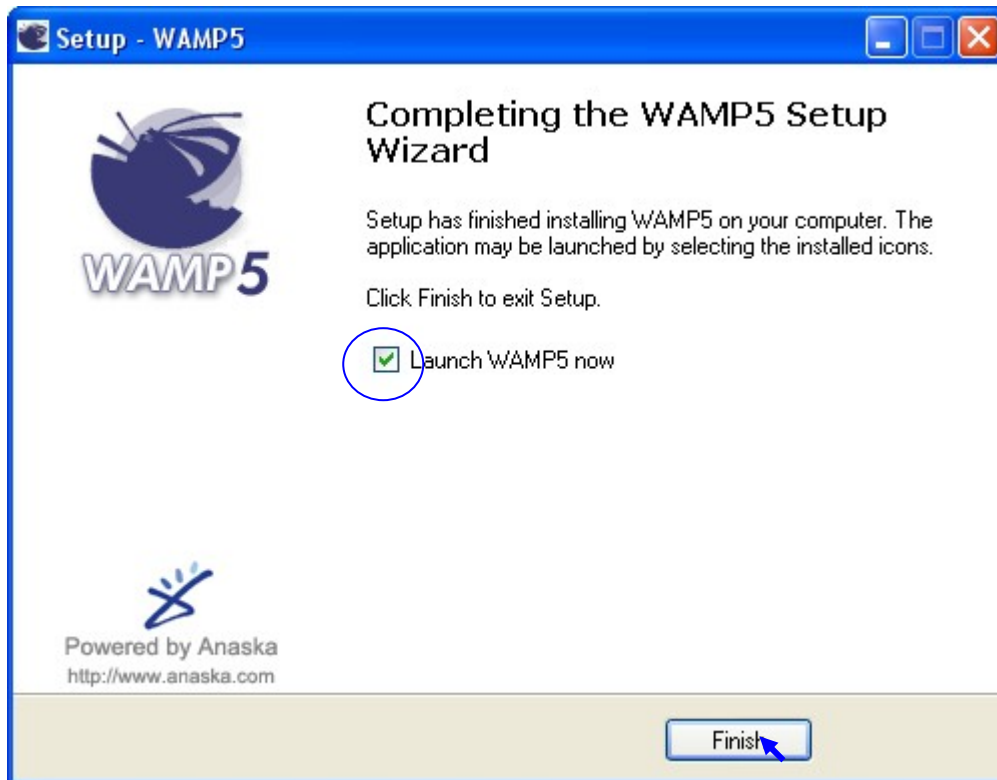 Setup - WAMP5
Completing the WAMP5 Setup
Wizard
Setup has finished installing WAMP5 on your computer. The
application may be launched by selecting the installed icons.
Click Finish to exit Setup.
Launch WAMP5 now
WAMP5
Powered by Anaska
http://www.anaska.com
Finish